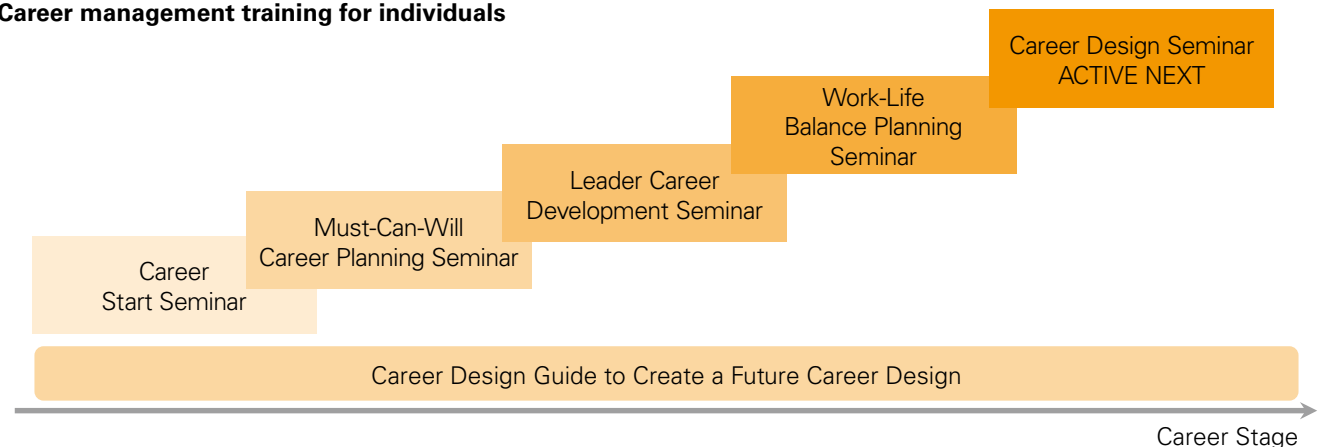 Career management training for individuals
Career Design Seminar
ACTIVE NEXT
Work-Life
Balance Planning
Seminar
Leader Career
Development Seminar
Must-Can-Will
Career Planning Seminar
Career
Start Seminar
Career Design Guide to Create a Future Career Design
Career Stage